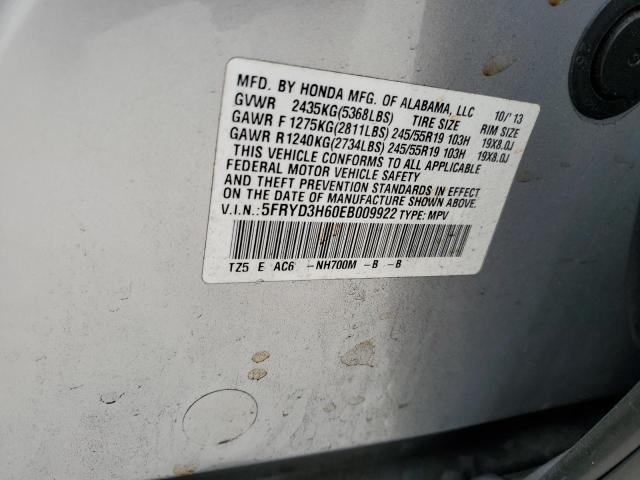 MFD. BY HONDA MFG. OF ALABAMA, LLC 10/'13
GVWR 2435KG(5368LBS) TIRE SIZE RIM SIZE
GAWR F 1275KG(2811LBS) 245/55R19 103H 19X8.0J
GAWR R1240KG(2734LBS) 245/55R19 103H 19X8.0J
THIS VEHICLE CONFORMS TO ALL APPLICABLE
FEDERAL MOTOR VEHICLE SAFETY
AND THEFT PREVENTION STANDARDS IN EFFECT
ON THE DATE OF MANUFACTURE SHOWN ABOVE.
V.I.N.: 5FRYD3H60EB009922 TYPE: MPV
TZ5 E AC6 -NH700M -B -B